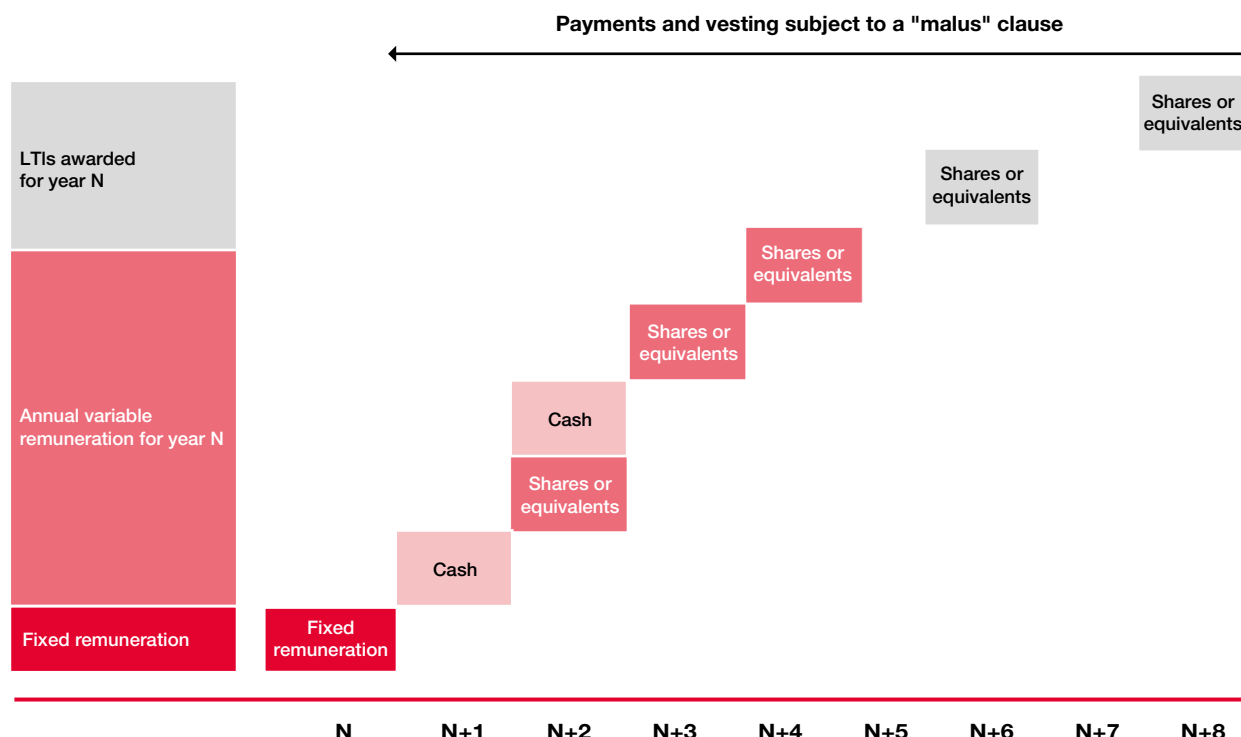 Payments and vesting subject to a "malus" clause
Shares or
equivalents
LTIs awarded
for year N
Shares or
equivalents
Shares or
equivalents
Shares or
equivalents
Annual variable
remuneration for year N
Cash
Shares or
equivalents
Cash
Fixed remuneration
Fixed
remuneration
N N+1 N+2 N+3 N+4 N+5 N+6 N+7 N+8